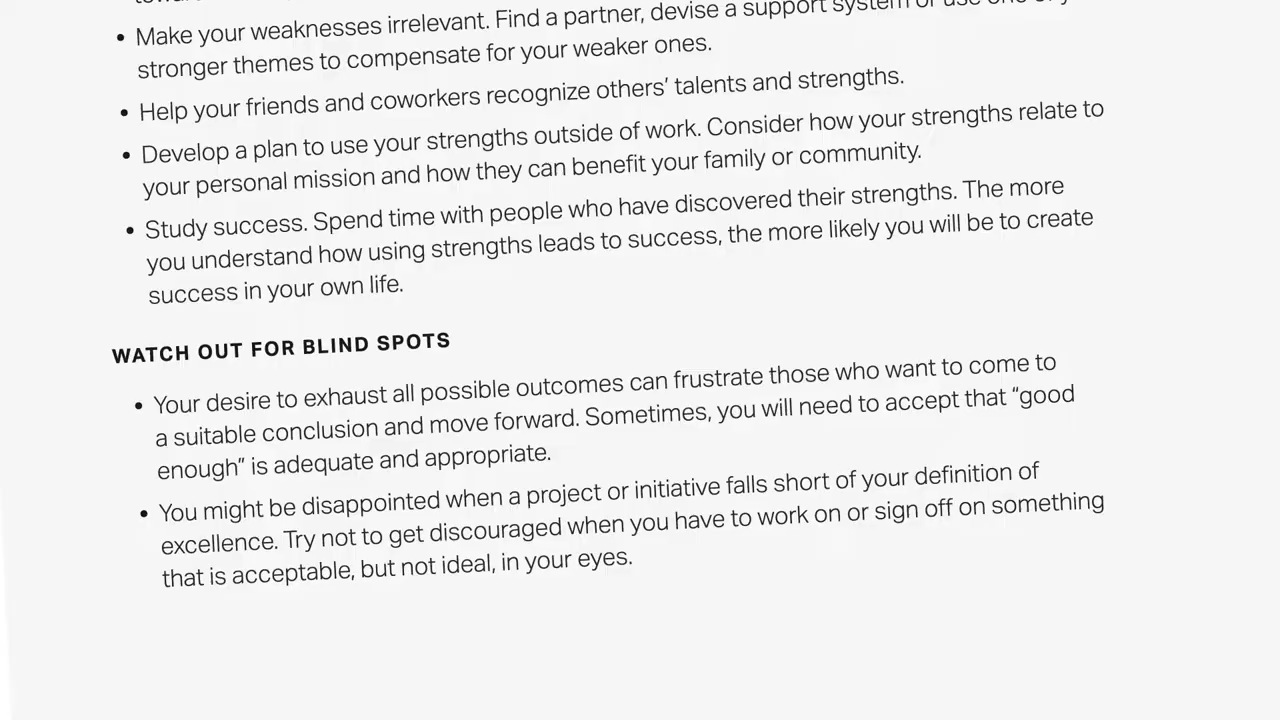 • Make your weaknesses irrelevant. Find a partner, devise a support system or use one of
stronger themes to compensate for your weaker ones.
• Help your friends and coworkers recognize others’ talents and strengths.
• Develop a plan to use your strengths outside of work. Consider how your strengths relate to
your personal mission and how they can benefit your family or community.
• Study success. Spend time with people who have discovered their strengths. The more
you understand how using strengths leads to success, the more likely you will be to create
success in your own life.
WATCH OUT FOR BLIND SPOTS
• Your desire to exhaust all possible outcomes can frustrate those who want to come to
a suitable conclusion and move forward. Sometimes, you will need to accept that “good
enough” is adequate and appropriate.
• You might be disappointed when a project or initiative falls short of your definition of
excellence. Try not to get discouraged when you have to work on or sign off on something
that is acceptable, but not ideal, in your eyes.